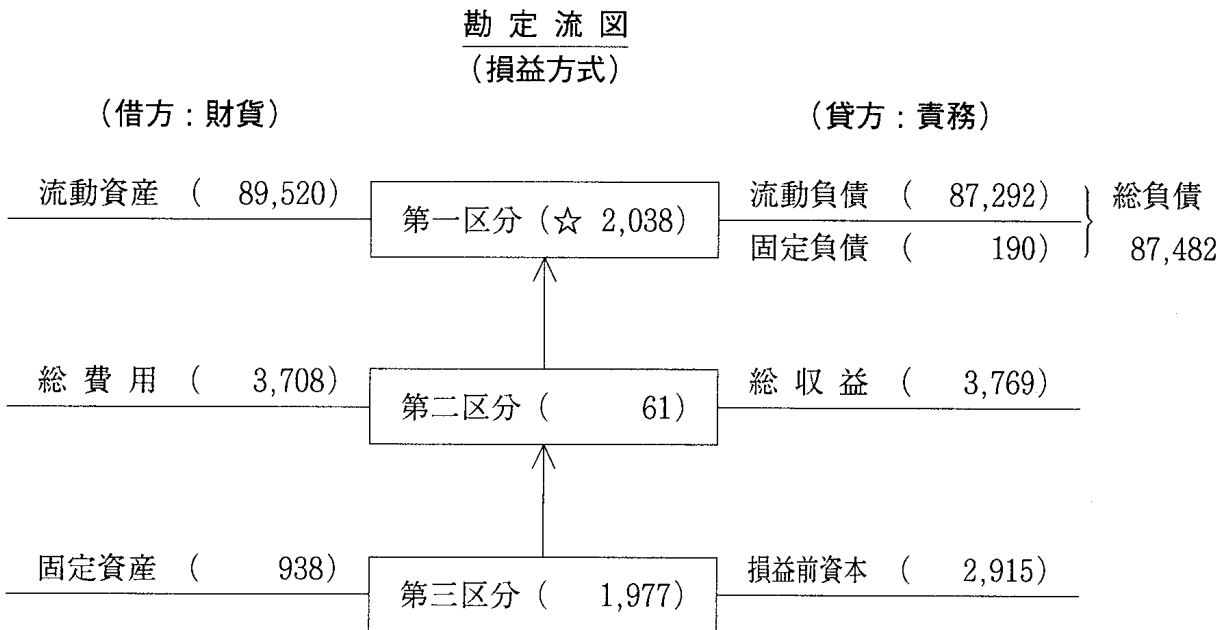 勘定流図
(損益方式)
(借方:財貨) (貸方:責務)
流動資産 ( 89,520) 第一区分 (☆ 2,038) 流動負債 ( 87,292) 総負債
固定負債 ( 190) 87,482
総費用 ( 3,708) 第二区分 ( 61) 総収益 ( 3,769)
固定資産 ( 938) 第三区分 ( 1,977) 損益前資本 ( 2,915)